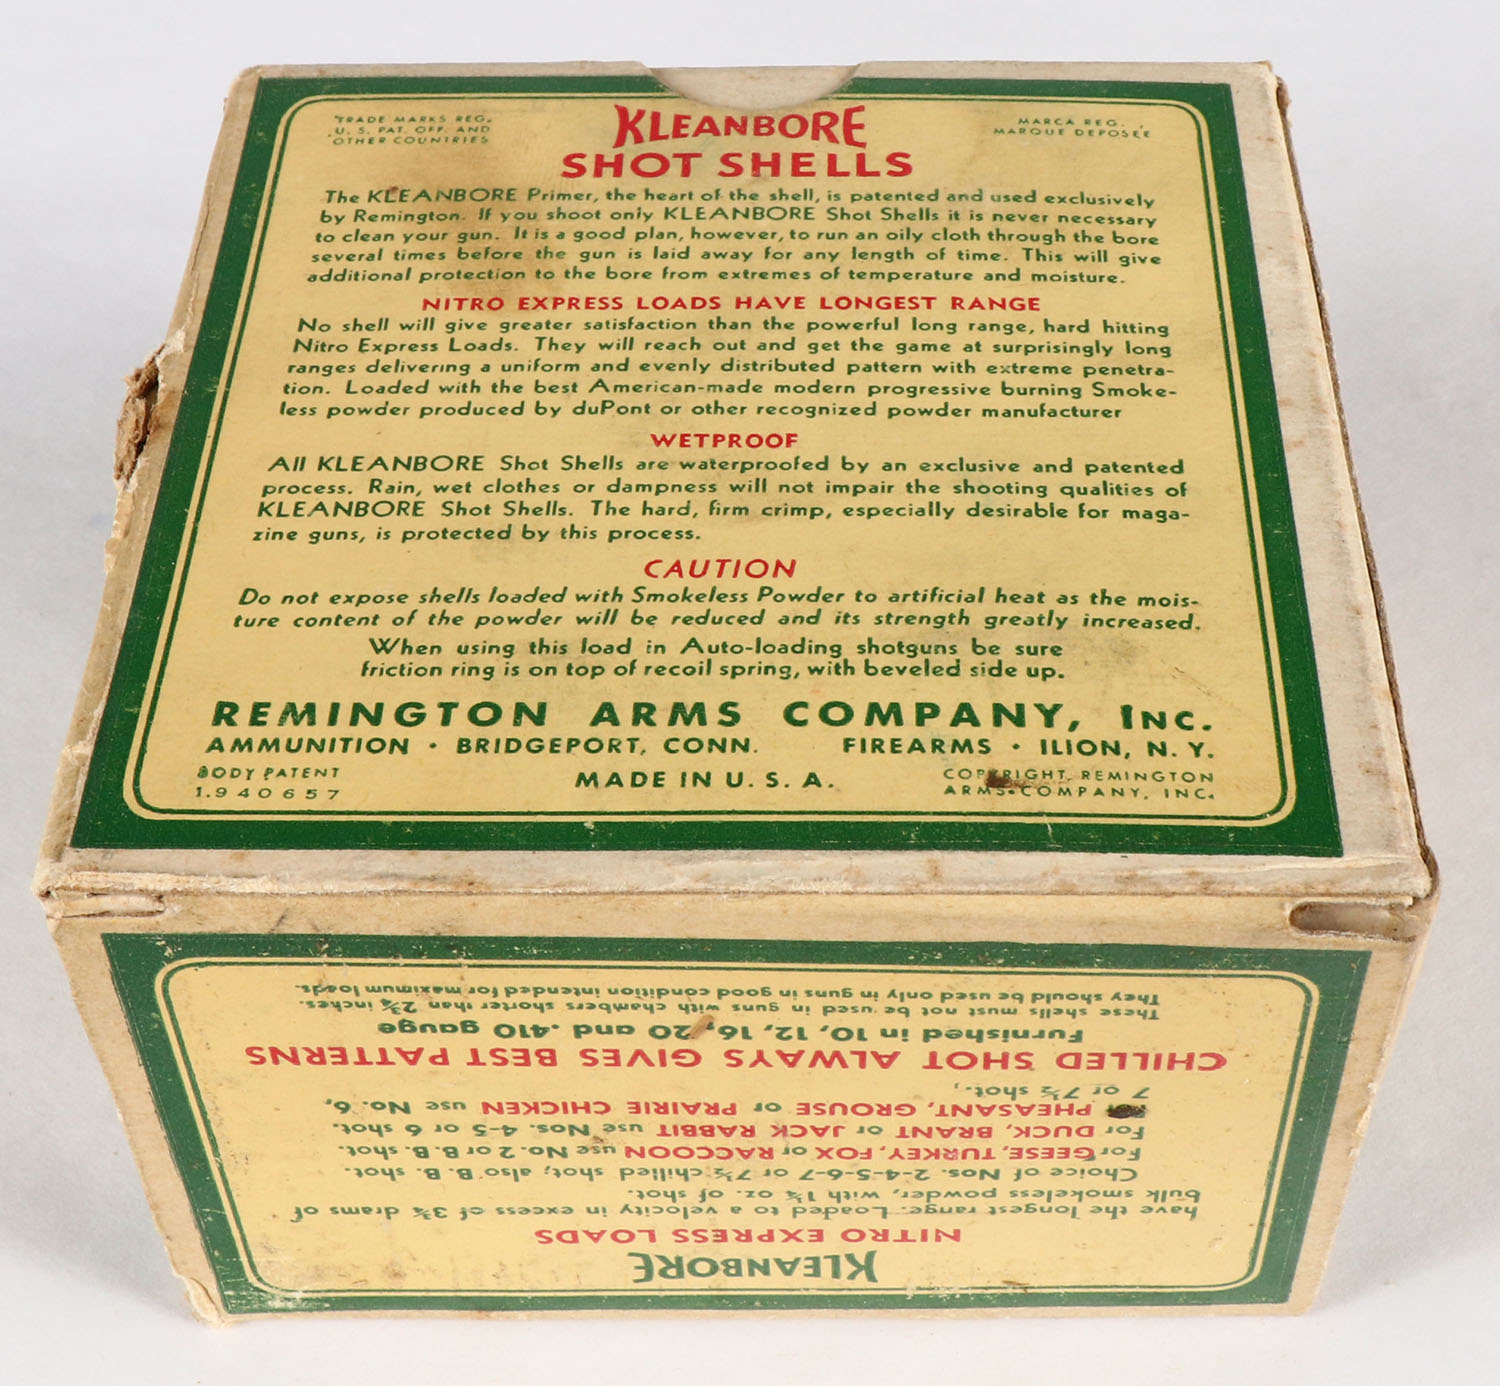 TRADE MARKS REG.
U. S. PAT. OFF. AND
OTHER COUNTRIES
MARCA REG.
MARQUE DEPOSÉE
KLEANBORE
SHOT SHELLS
The KLEANBORE Primer, the heart of the shell, is patented and used exclusively
by Remington. If you shoot only KLEANBORE Shot Shells it is never necessary
to clean your gun. It is a good plan, however, to run an oily cloth through the bore
several times before the gun is laid away for any length of time. This will give
additional protection to the bore from extremes of temperature and moisture.
NITRO EXPRESS LOADS HAVE LONGEST RANGE
No shell will give greater satisfaction than the powerful long range, hard hitting
Nitro Express Loads. They will reach out and get the game at surprisingly long
ranges delivering a uniform and evenly distributed pattern with extreme penetra-
tion. Loaded with the best American-made modern progressive burning Smoke-
less powder produced by duPont or other recognized powder manufacturer
WETPROOF
All KLEANBORE Shot Shells are waterproofed by an exclusive and patented
process. Rain, wet clothes or dampness will not impair the shooting qualities of
KLEANBORE Shot Shells. The hard, firm crimp, especially desirable for maga-
zine guns, is protected by this process.
CAUTION
Do not expose shells loaded with Smokeless Powder to artificial heat as the mois-
ture content of the powder will be reduced and its strength greatly increased.
When using this load in Auto-loading shotguns be sure
friction ring is on top of recoil spring, with beveled side up.
REMINGTON ARMS COMPANY, INC.
AMMUNITION · BRIDGEPORT, CONN. FIREARMS · ILION, N. Y.
BODY PATENT
1.940657
MADE IN U. S. A.
COPYRIGHT, REMINGTON
ARMS COMPANY, INC.
KLEANBORE
NITRO EXPRESS LOADS
have the longest range. Loaded to a velocity in excess of 3¾ drams of
bulk smokeless powder, with 1¼ oz. of shot.
Choice of Nos. 2-4-5-6-7 or 7½ chilled shot; also B. B. shot.
For GEESE, TURKEY, FOX or RACCOON use No. 2 or B. B. shot.
For DUCK, BRANT or JACK RABBIT use Nos. 4-5 or 6 shot.
PHEASANT, GROUSE or PRAIRIE CHICKEN use No. 6,
7 or 7½ shot.
CHILLED SHOT ALWAYS GIVES BEST PATTERNS
Furnished in 10, 12, 16, 20 and .410 gauge
These shells must not be used in guns with chambers shorter than 2¾ inches.
They should be used only in guns in good condition intended for maximum loads.